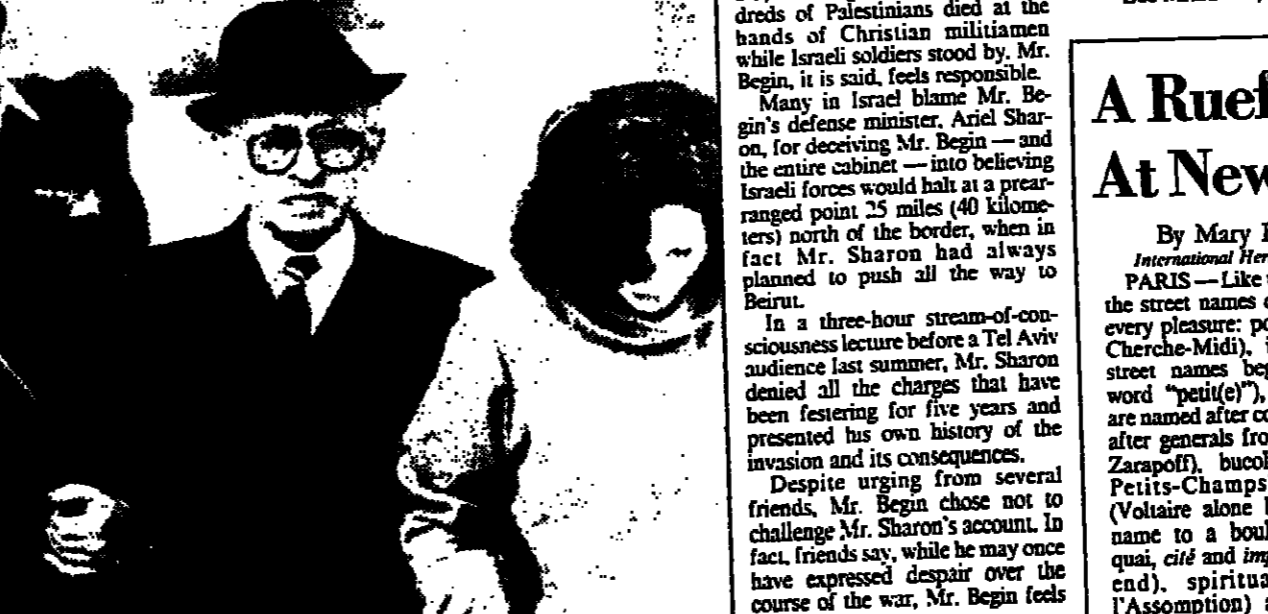 dreds of Palestinians died at the
hands of Christian militiamen
while Israeli soldiers stood by. Mr.
Begin, it is said, feels responsible.
Many in Israel blame Mr. Be-
gin's defense minister, Ariel Shar-
on, for deceiving Mr. Begin — and
the entire cabinet — into believing
Israeli forces would halt at a prear-
ranged point 25 miles (40 kilome-
ters) north of the border, when in
fact Mr. Sharon had always
planned to push all the way to
Beirut.
In a three-hour stream-of-con-
sciousness lecture before a Tel Aviv
audience last summer, Mr. Sharon
denied all the charges that have
been festering for five years and
presented his own history of the
invasion and its consequences.
Despite urging from several
friends, Mr. Begin chose not to
challenge Mr. Sharon's account. In
fact, friends say, while he may once
have expressed despair over the
course of the war, Mr. Begin feels
A Ruef
At New
By Mary
International Her
PARIS — Like
the street names
every pleasure: po
Cherche-Midi),
street names beg
word "petit(e)"),
are named after co
after generals fro
Zarapoff), bucol
Petits-Champs
(Voltaire alone
name to a boul
quai, cité and imp
end), spiritua
l'Assomption)